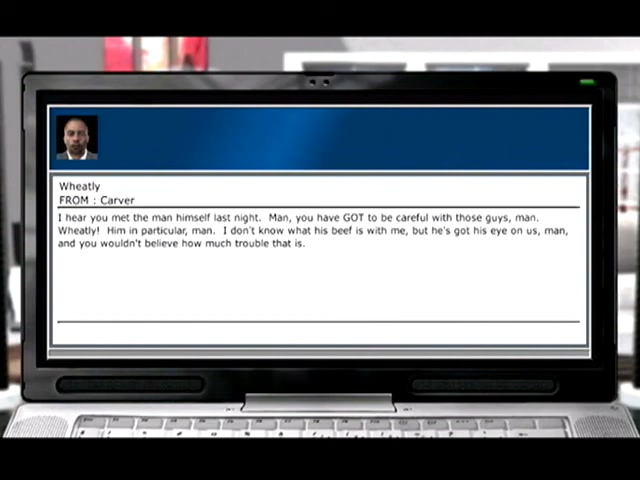 Wheatly
FROM : Carver
I hear you met the man himself last night. Man, you have GOT to be careful with those guys, man.
Wheatly! Him in particular, man. I don't know what his beef is with me, but he's got his eye on us, man,
and you wouldn't believe how much trouble that is.